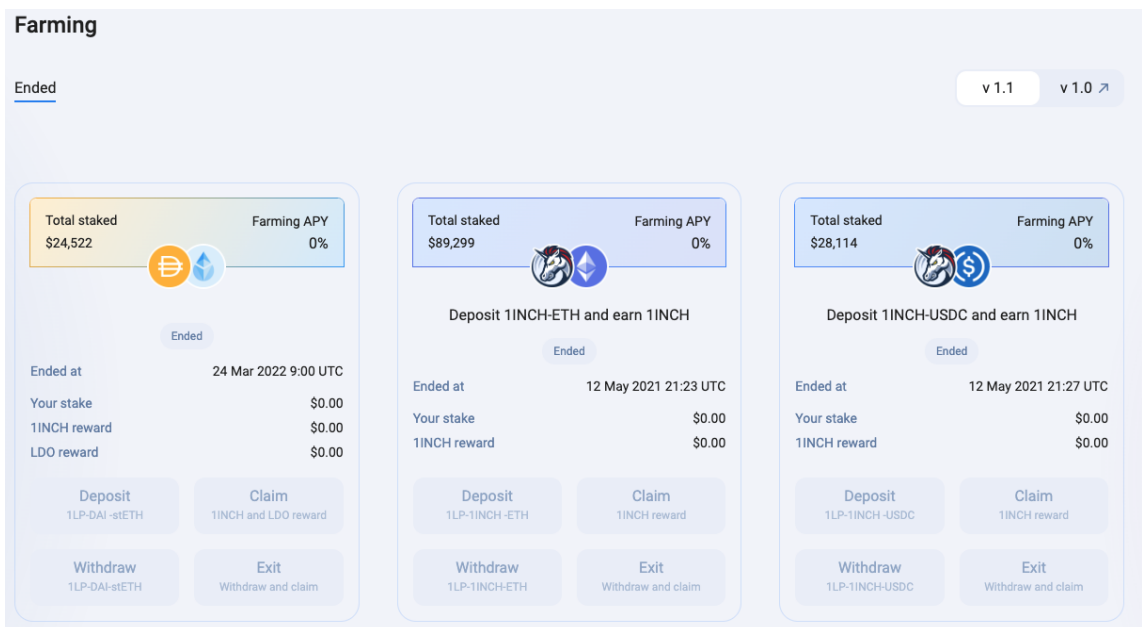 Farming
Ended
v 1.1 v 1.0
Total staked Farming APY
$24,522 0%
Ended
Ended at 24 Mar 2022 9:00 UTC
Your stake $0.00
1INCH reward $0.00
LDO reward $0.00
Deposit Claim
1LP-DAI -stETH 1INCH and LDO reward
Withdraw Exit
1LP-DAI-stETH Withdraw and claim
Total staked Farming APY
$89,299 0%
Deposit 1INCH-ETH and earn 1INCH
Ended
Ended at 12 May 2021 21:23 UTC
Your stake $0.00
1INCH reward $0.00
Deposit Claim
1LP-1INCH -ETH 1INCH reward
Withdraw Exit
1LP-1INCH-ETH Withdraw and claim
Total staked Farming APY
$28,114 0%
Deposit 1INCH-USDC and earn 1INCH
Ended
Ended at 12 May 2021 21:27 UTC
Your stake $0.00
1INCH reward $0.00
Deposit Claim
1LP-1INCH -USDC 1INCH reward
Withdraw Exit
1LP-1INCH-USDC Withdraw and claim